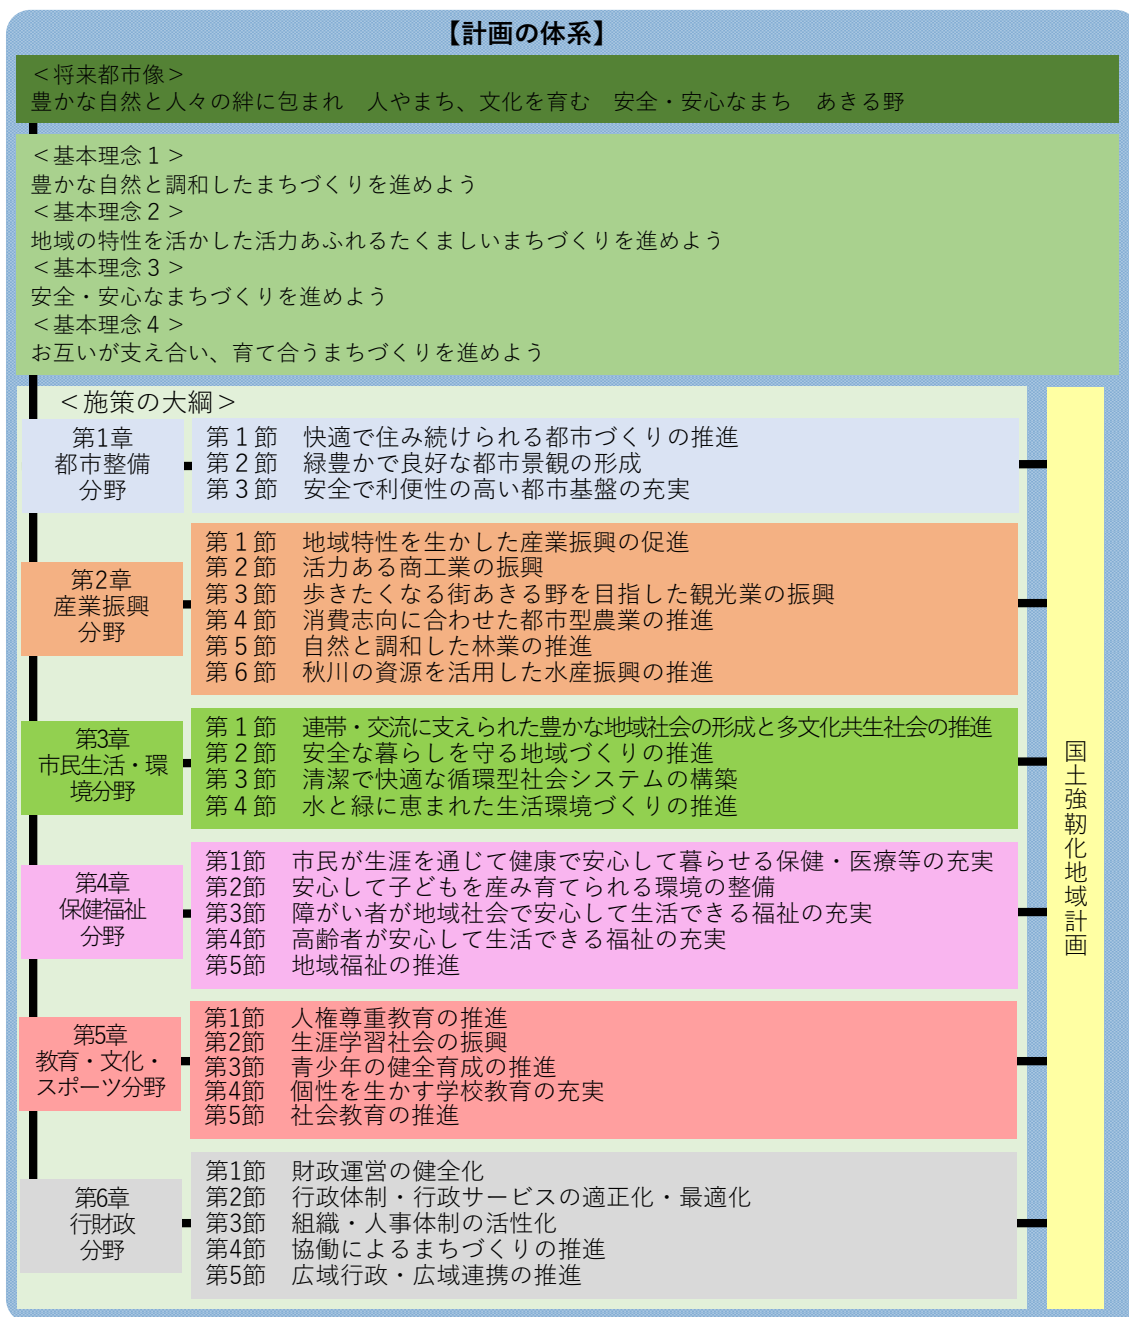 【計画の体系】
＜将来都市像＞
豊かな自然と人々の絆に包まれ　人やまち、文化を育む　安全・安心なまち　あきる野
＜基本理念１＞
豊かな自然と調和したまちづくりを進めよう
＜基本理念２＞
地域の特性を活かした活力あふれるたくましいまちづくりを進めよう
＜基本理念３＞
安全・安心なまちづくりを進めよう
＜基本理念４＞
お互いが支え合い、育て合うまちづくりを進めよう
＜施策の大綱＞
第1章
都市整備
分野
第１節　快適で住み続けられる都市づくりの推進
第２節　緑豊かで良好な都市景観の形成
第３節　安全で利便性の高い都市基盤の充実
第2章
産業振興
分野
第１節　地域特性を生かした産業振興の促進
第２節　活力ある商工業の振興
第３節　歩きたくなる街あきる野を目指した観光業の振興
第４節　消費志向に合わせた都市型農業の推進
第５節　自然と調和した林業の推進
第６節　秋川の資源を活用した水産振興の推進
第3章
市民生活・環
境分野
第１節　連帯・交流に支えられた豊かな地域社会の形成と多文化共生社会の推進
第２節　安全な暮らしを守る地域づくりの推進
第３節　清潔で快適な循環型社会システムの構築
第４節　水と緑に恵まれた生活環境づくりの推進
第4章
保健福祉
分野
第1節　市民が生涯を通じて健康で安心して暮らせる保健・医療等の充実
第2節　安心して子どもを産み育てられる環境の整備
第3節　障がい者が地域社会で安心して生活できる福祉の充実
第4節　高齢者が安心して生活できる福祉の充実
第5節　地域福祉の推進
第5章
教育・文化・
スポーツ分野
第1節　人権尊重教育の推進
第2節　生涯学習社会の振興
第3節　青少年の健全育成の推進
第4節　個性を生かす学校教育の充実
第5節　社会教育の推進
第6章
行財政
分野
第1節　財政運営の健全化
第2節　行政体制・行政サービスの適正化・最適化
第3節　組織・人事体制の活性化
第4節　協働によるまちづくりの推進
第5節　広域行政・広域連携の推進
国土強靭化地域計画